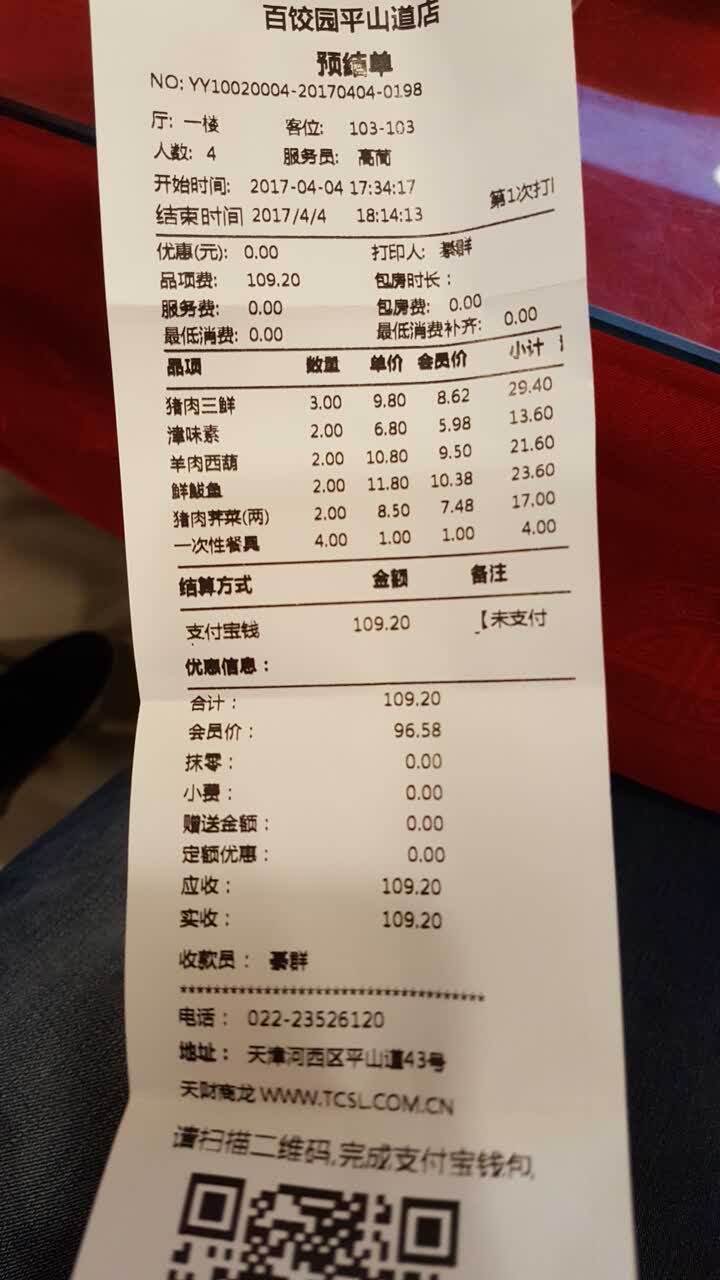 百饺园平山道店
预结单
NO: YY10020004-20170404-0198
厅: 一楼 客位: 103-103
人数: 4 服务员: 高茼
开始时间: 2017-04-04 17:34:17 第1次打
结束时间 2017/4/4 18:14:13
优惠(元): 0.00 打印人: 綦群
品项费: 109.20 包房时长:
服务费: 0.00 包房费: 0.00
最低消费: 0.00 最低消费补齐: 0.00
品项 数量 单价 会员价 小计
猪肉三鲜 3.00 9.80 8.62 29.40
津味素 2.00 6.80 5.98 13.60
羊肉西葫 2.00 10.80 9.50 21.60
鲜鲅鱼 2.00 11.80 10.38 23.60
猪肉荠菜(两) 2.00 8.50 7.48 17.00
一次性餐具 4.00 1.00 1.00 4.00
结算方式 金额 备注
支付宝钱 109.20 【未支付
优惠信息:
合计: 109.20
会员价: 96.58
抹零: 0.00
小费: 0.00
赠送金额: 0.00
定额优惠: 0.00
应收: 109.20
实收: 109.20
收款员: 綦群
************************************
电话: 022-23526120
地址: 天津河西区平山道43号
天财商龙 WWW.TCSL.COM.CN
请扫描二维码,完成支付宝钱包,